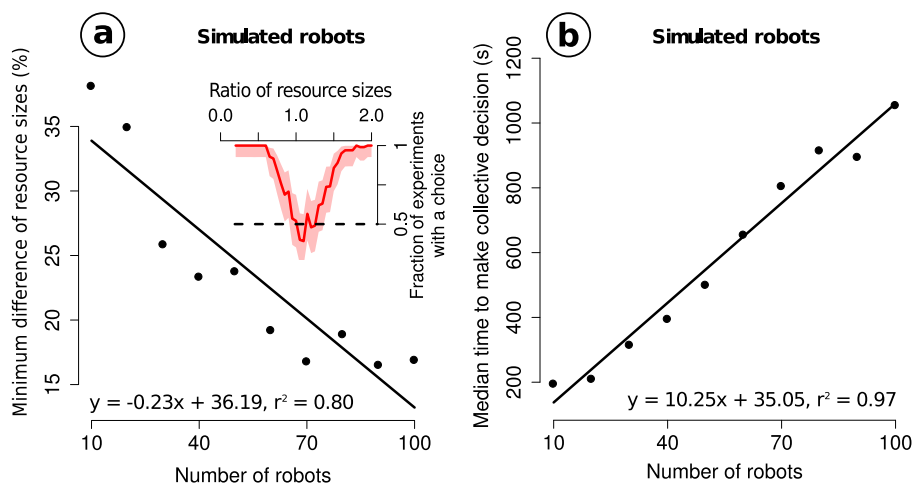 a
Simulated robots
Minimum difference of resource sizes (%)
35
30
25
20
15
Ratio of resource sizes
0.0 1.0 2.0
1
0.5
Fraction of experiments
with a choice
y = -0.23x + 36.19, r² = 0.80
10 40 70 100
Number of robots
b
Simulated robots
Median time to make collective decision (s)
1200
1000
800
600
400
200
y = 10.25x + 35.05, r² = 0.97
10 40 70 100
Number of robots